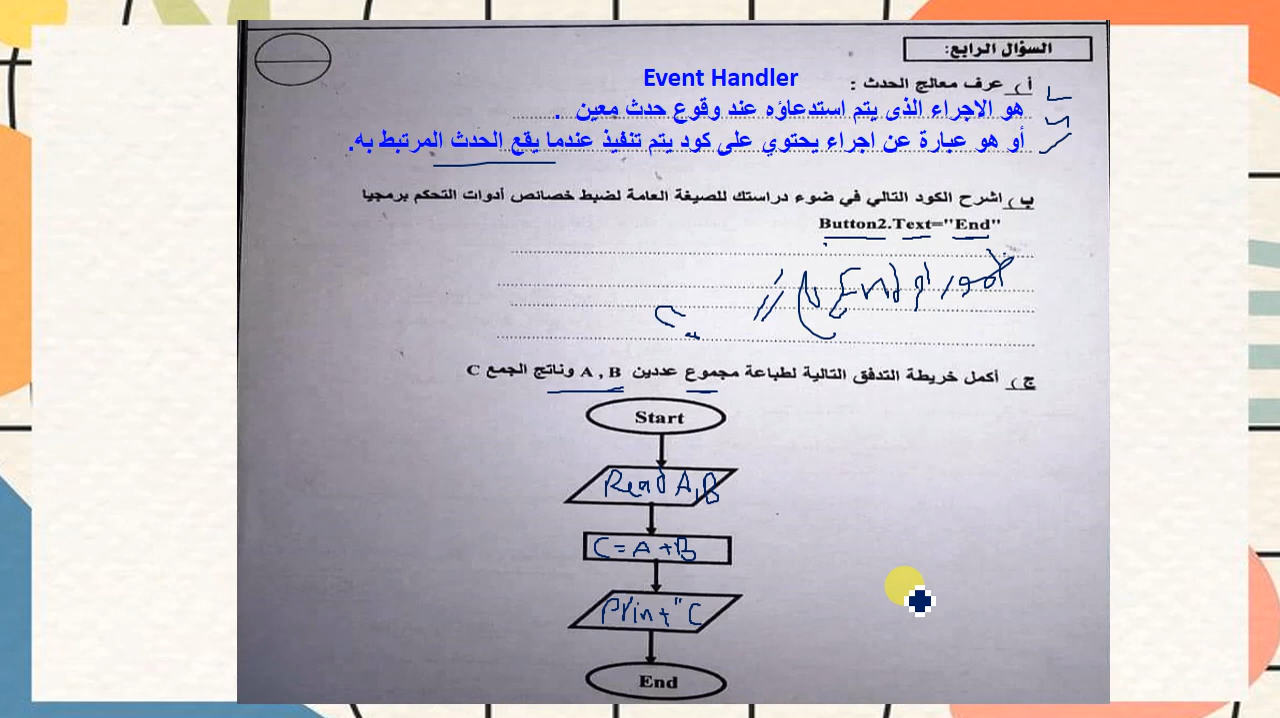 السؤال الرابع:
أ) عرف معالج الحدث : Event Handler
هو الاجراء الذى يتم استدعاؤه عند وقوع حدث معين .
أو هو عبارة عن اجراء يحتوي على كود يتم تنفيذ عندما يقع الحدث المرتبط به.
ب) اشرح الكود التالي في ضوء دراستك للصيغة العامة لضبط خصائص أدوات التحكم برمجيا
Button2.Text="End"
End
ج) أكمل خريطة التدفق التالية لطباعة مجموع عددين A , B وناتج الجمع C
Start
Read A,B
C=A+B
Print "C
End